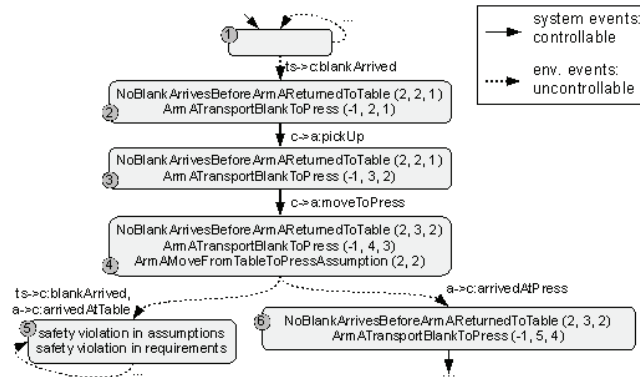 ...
system events:
controllable
env. events:
uncontrollable
1
ts->c:blankArrived
NoBlankArrivesBeforeArmAReturnedToTable (2, 2, 1)
ArmATransportBlankToPress (-1, 2, 1)
2
c->a:pickUp
NoBlankArrivesBeforeArmAReturnedToTable (2, 2, 1)
ArmATransportBlankToPress (-1, 3, 2)
3
c->a:moveToPress
NoBlankArrivesBeforeArmAReturnedToTable (2, 3, 2)
ArmATransportBlankToPress (-1, 4, 3)
ArmAMoveFromTableToPressAssumption (2, 2)
4
ts->c:blankArrived,
a->c:arrivedAtTable
a->c:arrivedAtPress
5
safety violation in assumptions
safety violation in requirements
...
6
NoBlankArrivesBeforeArmAReturnedToTable (2, 3, 2)
ArmATransportBlankToPress (-1, 5, 4)
...